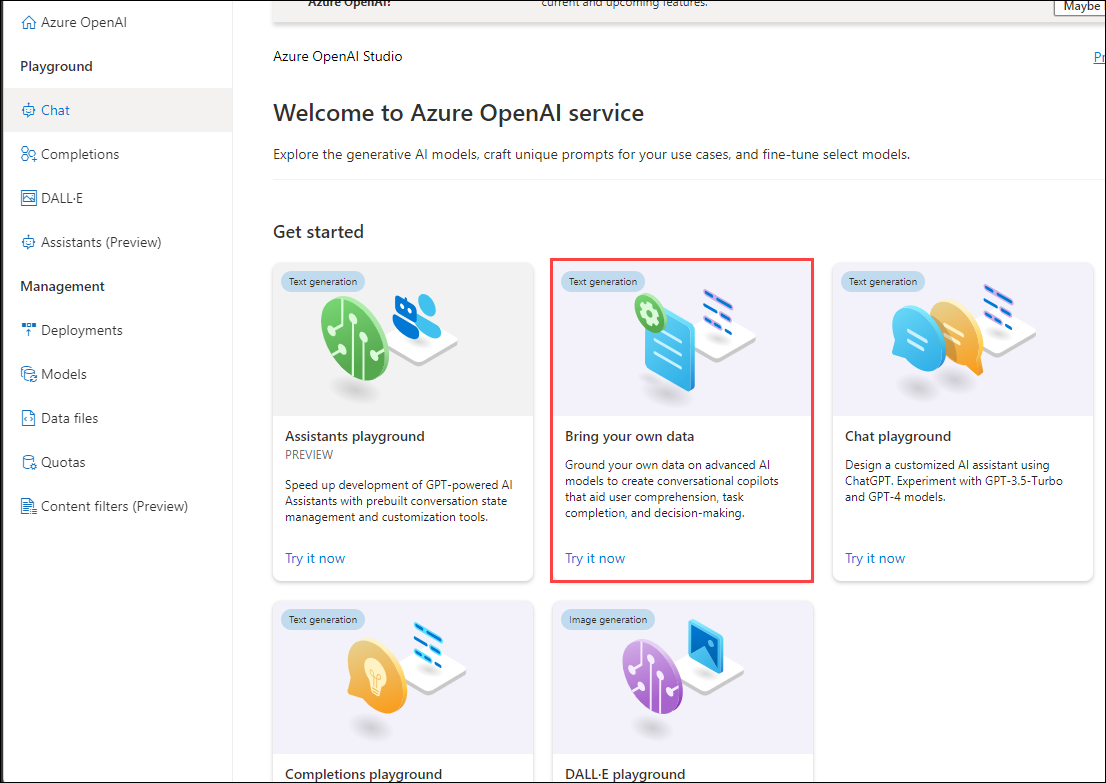 Azure OpenAI
Playground
Chat
Completions
DALL·E
Assistants (Preview)
Management
Deployments
Models
Data files
Quotas
Content filters (Preview)
Azure OpenAI!
current and upcoming features.
Maybe
Azure OpenAI Studio
Pr
Welcome to Azure OpenAI service
Explore the generative AI models, craft unique prompts for your use cases, and fine-tune select models.
Get started
Text generation
Assistants playground
PREVIEW
Speed up development of GPT-powered AI
Assistants with prebuilt conversation state
management and customization tools.
Try it now
Text generation
Bring your own data
Ground your own data on advanced AI
models to create conversational copilots
that aid user comprehension, task
completion, and decision-making.
Try it now
Text generation
Chat playground
Design a customized AI assistant using
ChatGPT. Experiment with GPT-3.5-Turbo
and GPT-4 models.
Try it now
Text generation
Completions playground
Image generation
DALL·E playground